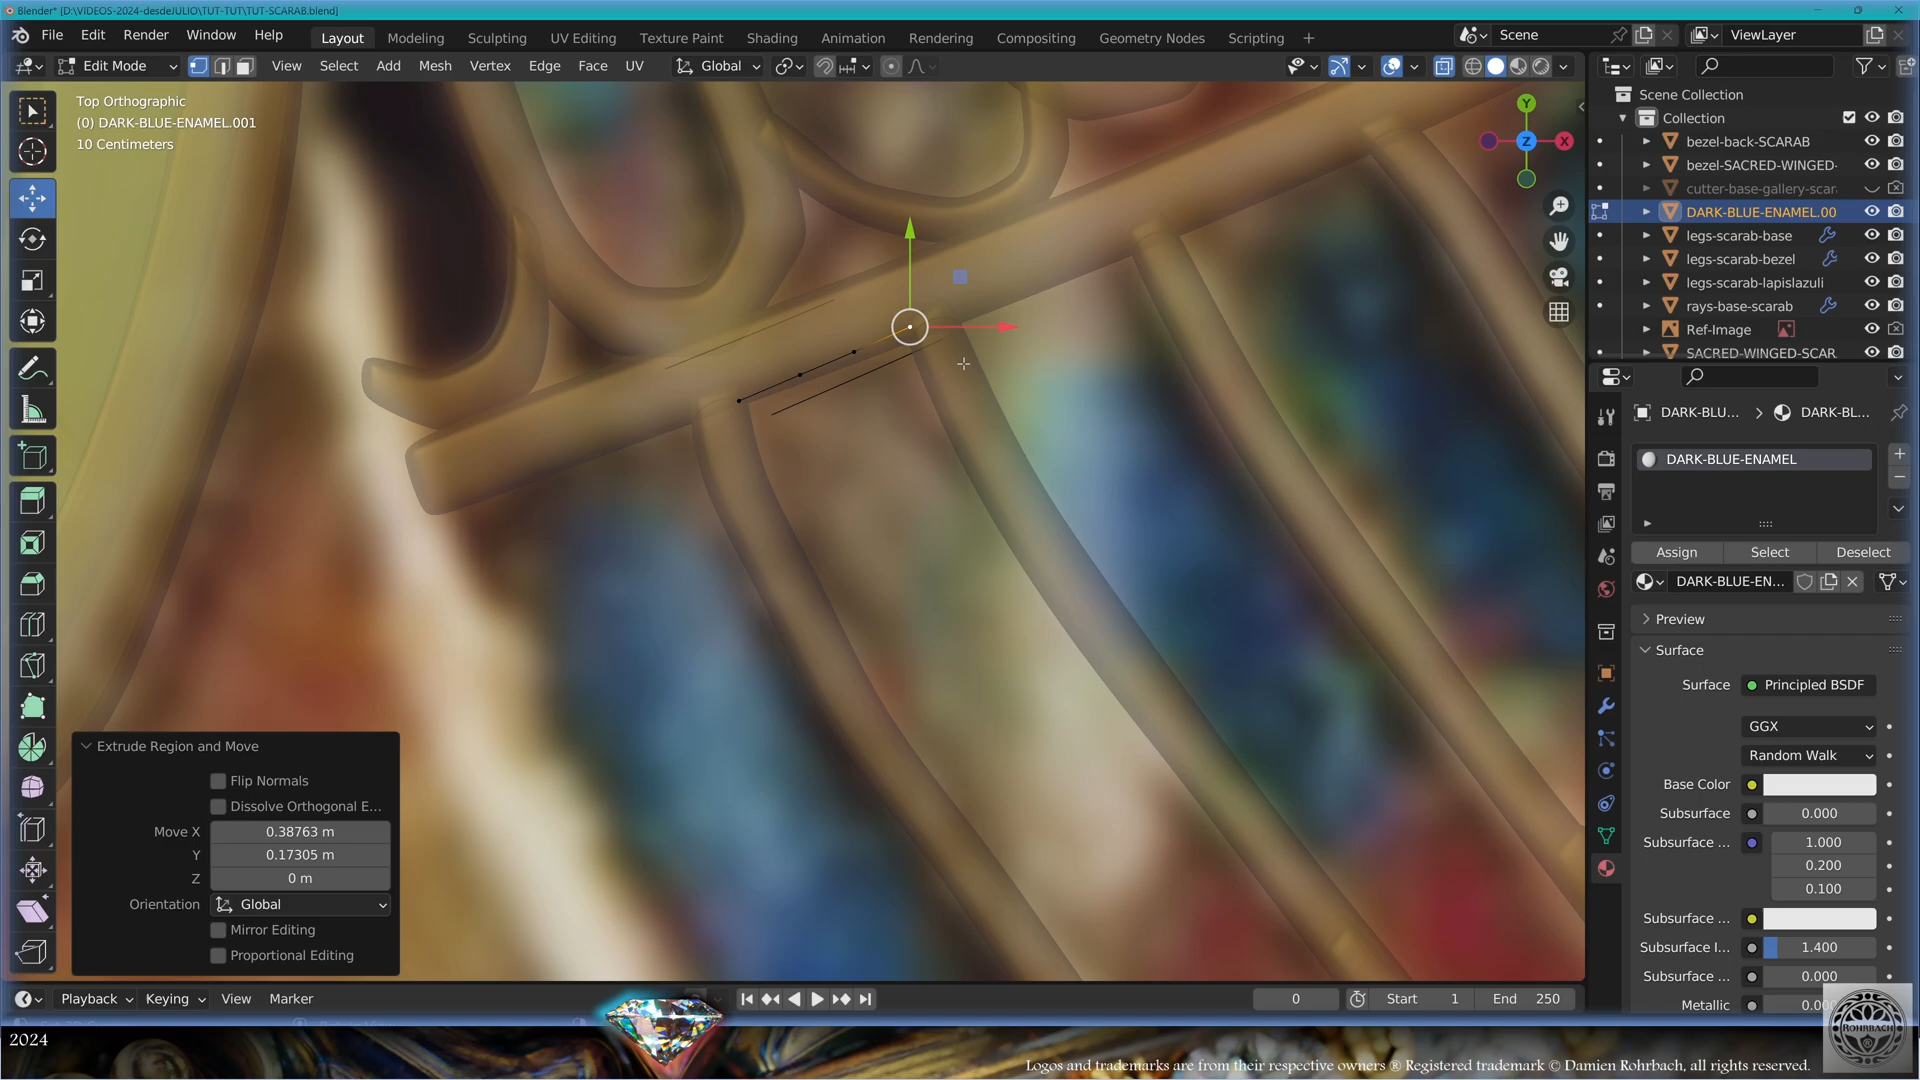 Blender* [D:\VIDEOS-2024-desdeJULIO\TUT-TUT\TUT-SCARAB.blend]
File Edit Render Window Help
Layout Modeling Sculpting UV Editing Texture Paint Shading Animation Rendering Compositing Geometry Nodes Scripting +
Scene
ViewLayer
Edit Mode
View Select Add Mesh Vertex Edge Face UV
Global
Top Orthographic
(0) DARK-BLUE-ENAMEL.001
10 Centimeters
Y
Z
X
Scene Collection
Collection
bezel-back-SCARAB
bezel-SACRED-WINGED-
cutter-base-gallery-scar
DARK-BLUE-ENAMEL.00
legs-scarab-base
legs-scarab-bezel
legs-scarab-lapislazuli
rays-base-scarab
Ref-Image
SACRED-WINGED-SCAR
DARK-BLU... > DARK-BL...
DARK-BLUE-ENAMEL
Assign Select Deselect
DARK-BLUE-EN...
Preview
Surface
Surface Principled BSDF
GGX
Random Walk
Base Color
Subsurface 0.000
Subsurface ... 1.000
0.200
0.100
Subsurface ...
Subsurface I... 1.400
Subsurface ... 0.000
Metallic
Extrude Region and Move
Flip Normals
Dissolve Orthogonal E...
Move X 0.38763 m
Y 0.17305 m
Z 0 m
Orientation Global
Mirror Editing
Proportional Editing
Playback Keying View Marker
0 Start 1 End 250
2024
ROHRBACH
®
Logos and trademarks are from their respective owners ® Registered trademark © Damien Rohrbach, all rights reserved.